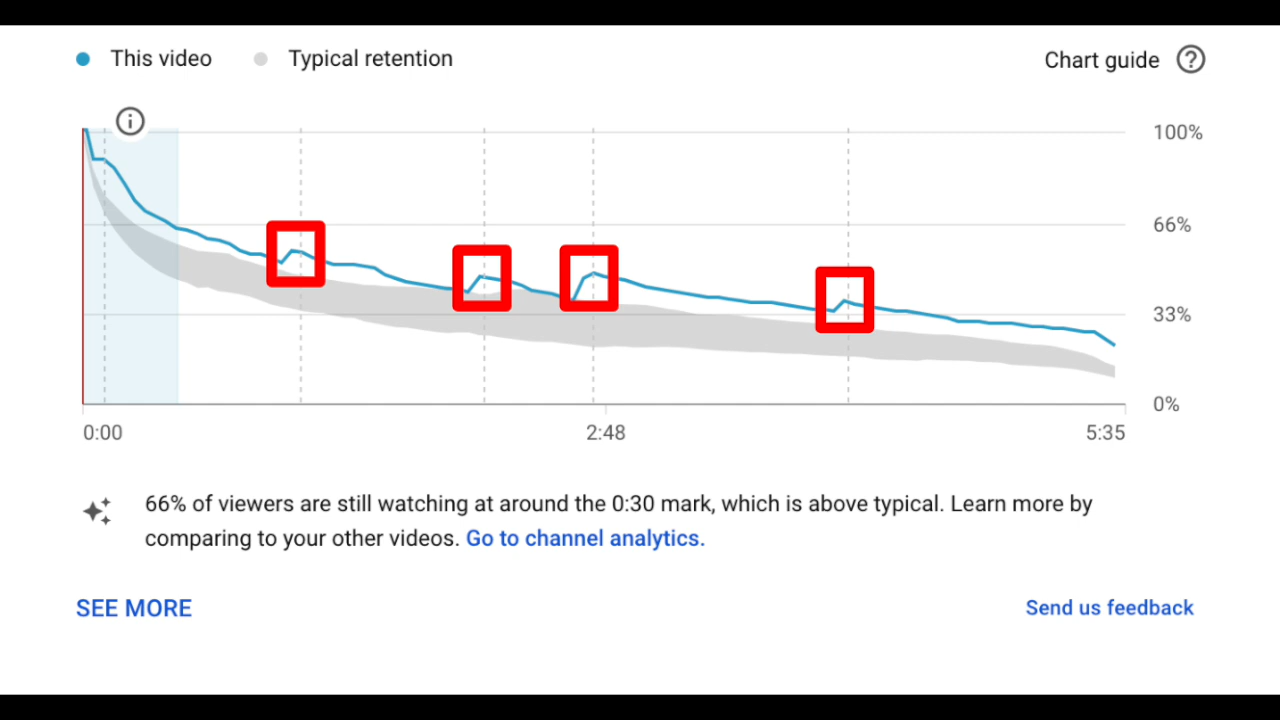 This video
Typical retention
Chart guide ?
i
100%
66%
33%
0%
0:00
2:48
5:35
66% of viewers are still watching at around the 0:30 mark, which is above typical. Learn more by
comparing to your other videos. Go to channel analytics.
SEE MORE
Send us feedback